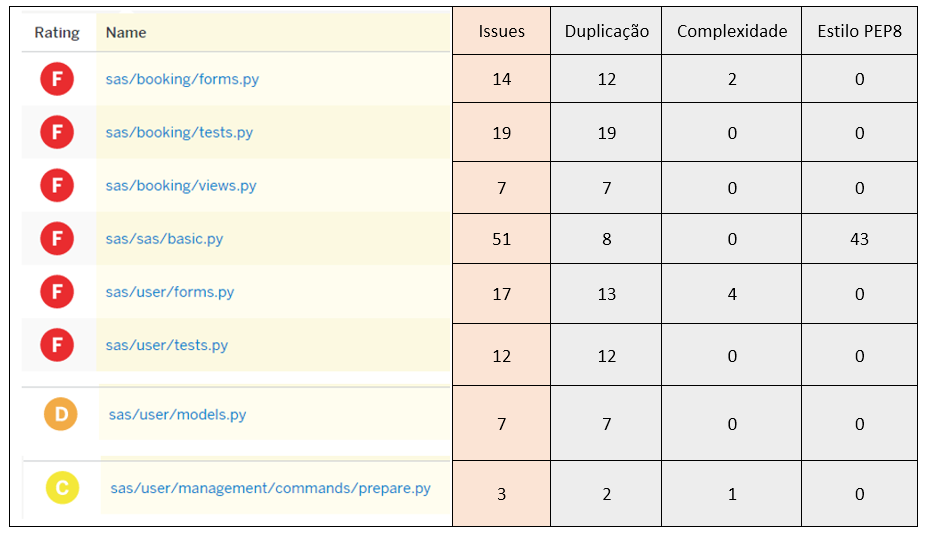 Rating Name Issues Duplicação Complexidade Estilo PEP8
F sas/booking/forms.py 14 12 2 0
F sas/booking/tests.py 19 19 0 0
F sas/booking/views.py 7 7 0 0
F sas/sas/basic.py 51 8 0 43
F sas/user/forms.py 17 13 4 0
F sas/user/tests.py 12 12 0 0
D sas/user/models.py 7 7 0 0
C sas/user/management/commands/prepare.py 3 2 1 0